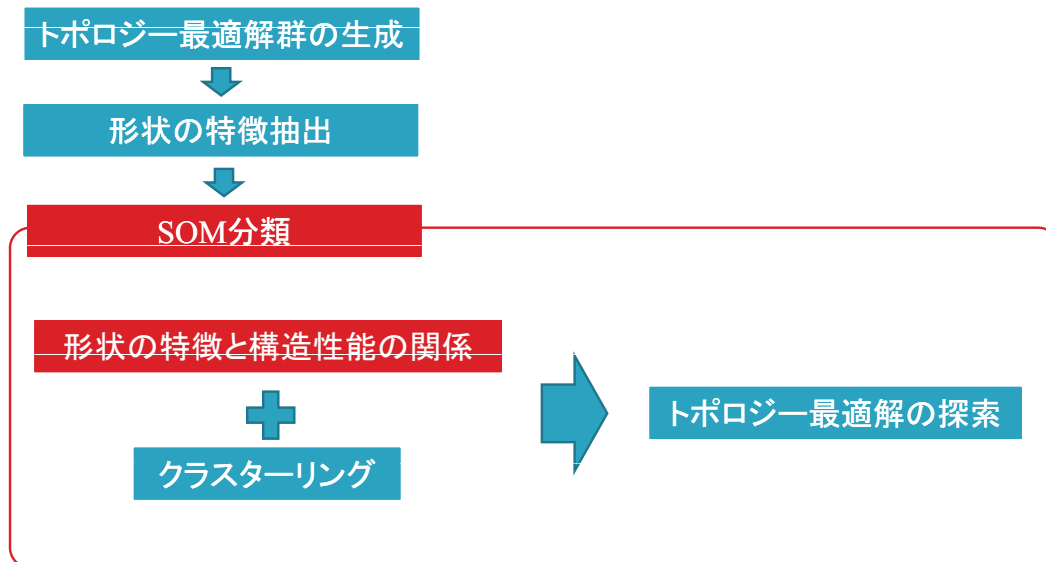 トポロジー最適解群の生成
形状の特徴抽出
SOM分類
形状の特徴と構造性能の関係
クラスターリング
トポロジー最適解の探索